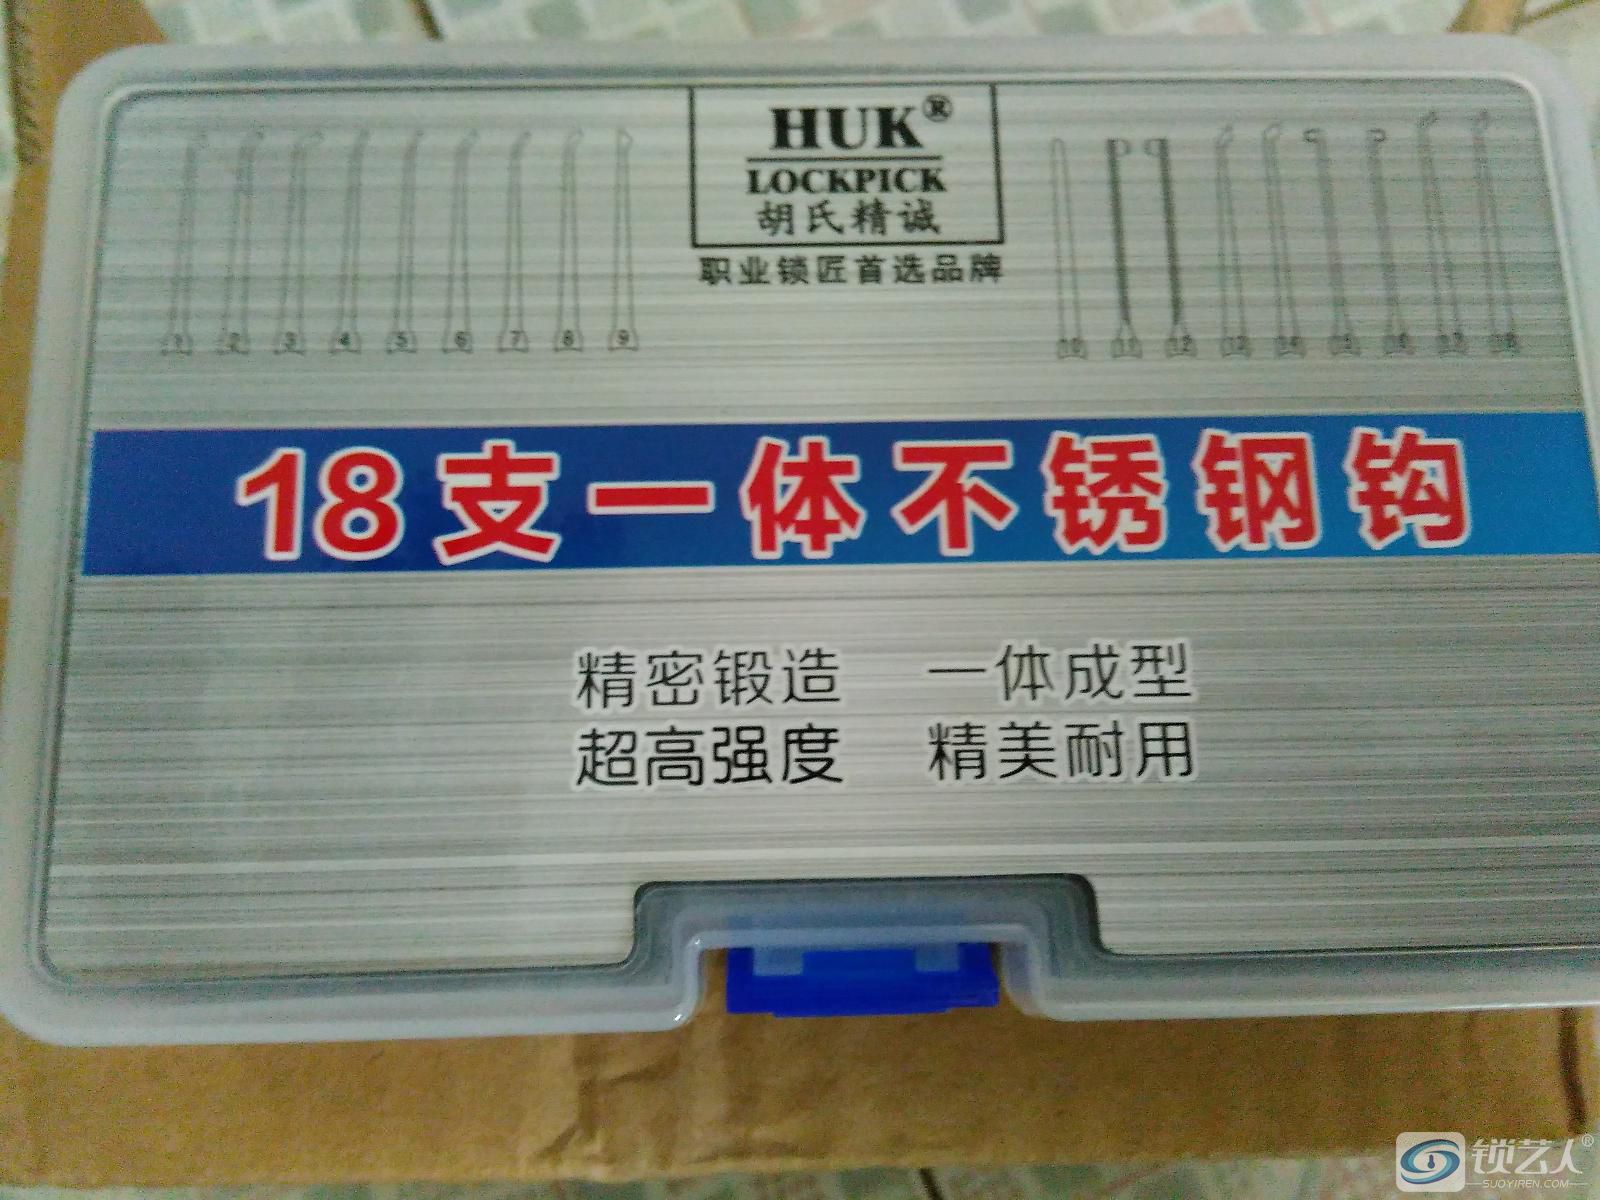 HUK®
LOCKPICK
胡氏精诚
职业锁匠首选品牌
1 2 3 4 5 6 7 8 9
10 11 12 13 14 15 16 17 18
18支一体不锈钢钩
精密锻造 一体成型
超高强度 精美耐用
锁艺人®
SUOYIREN.COM